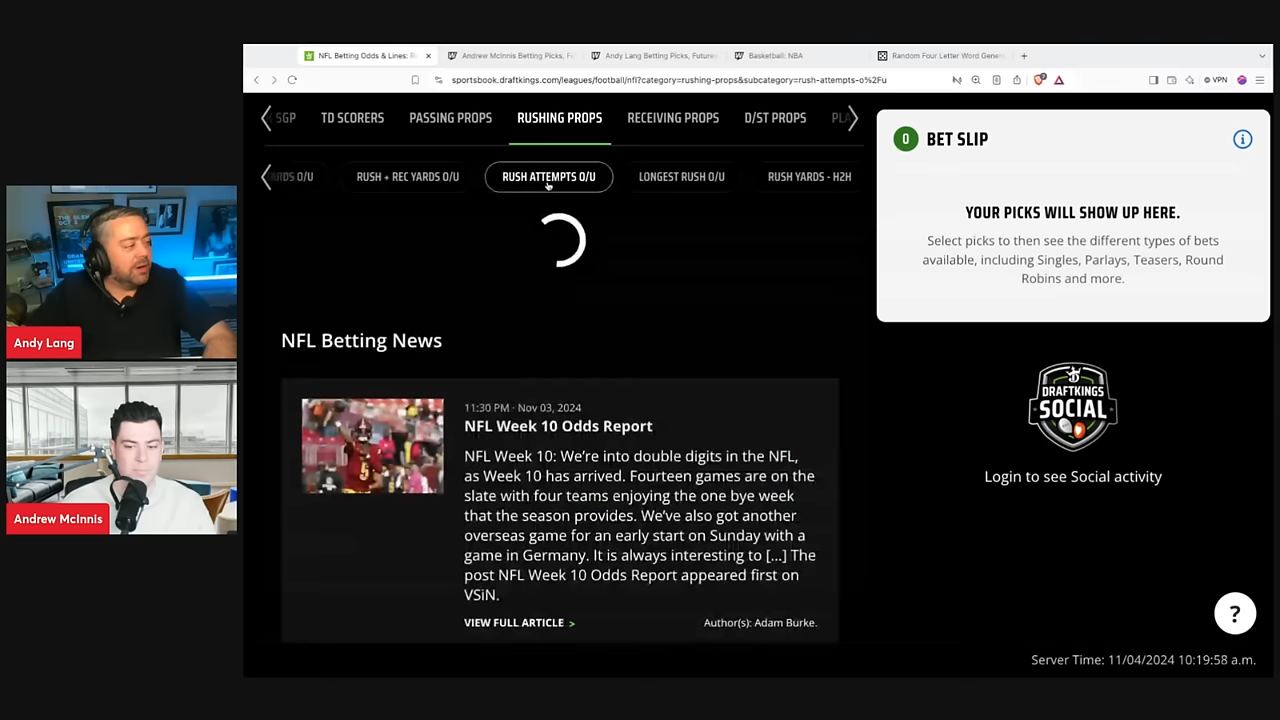 NFL Betting Odds & Lines:
Andrew McInnis Betting Picks,
Andy Lang Betting Picks, Future
Basketball: NBA
Random Four Letter Word Gene
sportsbook.draftkings.com/leagues/football/nfl?category=rushing-props&subcategory=rush-attempts-o%2Fu
VPN
SGP
TD SCORERS
PASSING PROPS
RUSHING PROPS
RECEIVING PROPS
D/ST PROPS
PL
ARDS O/U
RUSH + REC YARDS O/U
RUSH ATTEMPTS O/U
LONGEST RUSH O/U
RUSH YARDS - H2H
0 BET SLIP
YOUR PICKS WILL SHOW UP HERE.
Select picks to then see the different types of bets
available, including Singles, Parlays, Teasers, Round
Robins and more.
Andy Lang
Andrew McInnis
NFL Betting News
11:30 PM · Nov 03, 2024
NFL Week 10 Odds Report
NFL Week 10: We're into double digits in the NFL,
as Week 10 has arrived. Fourteen games are on the
slate with four teams enjoying the one bye week
that the season provides. We've also got another
overseas game for an early start on Sunday with a
game in Germany. It is always interesting to [...] The
post NFL Week 10 Odds Report appeared first on
VSiN.
VIEW FULL ARTICLE >
Author(s): Adam Burke.
DRAFTKINGS
SOCIAL
Login to see Social activity
?
Server Time: 11/04/2024 10:19:58 a.m.